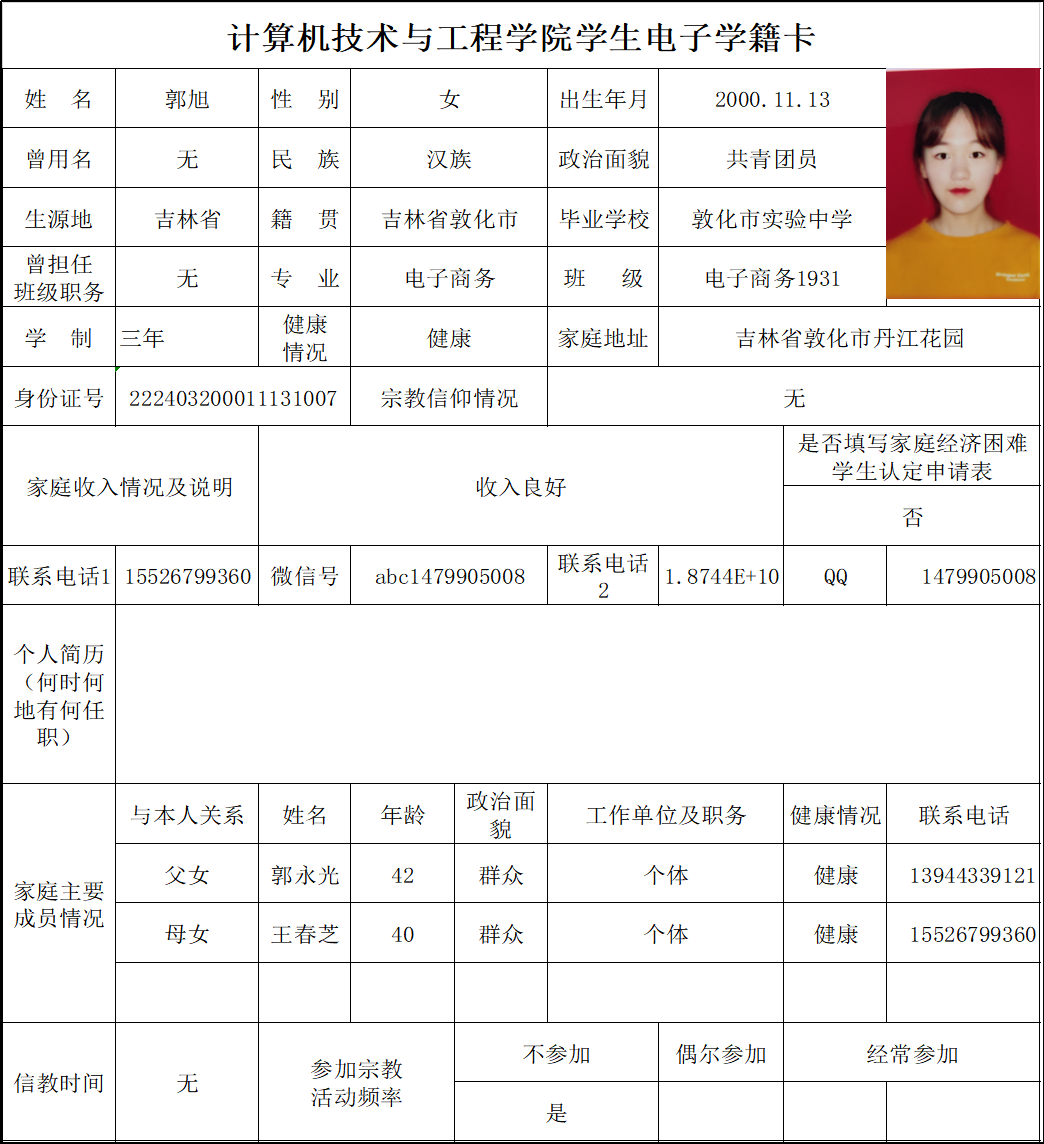 计算机技术与工程学院学生电子学籍卡
姓 名 郭旭 性 别 女 出生年月 2000.11.13
曾用名 无 民 族 汉族 政治面貌 共青团员
生源地 吉林省 籍 贯 吉林省敦化市 毕业学校 敦化市实验中学
曾担任
班级职务 无 专 业 电子商务 班 级 电子商务1931
学 制 三年 健康
情况 健康 家庭地址 吉林省敦化市丹江花园
身份证号 222403200011131007 宗教信仰情况 无
家庭收入情况及说明 收入良好 是否填写家庭经济困难
学生认定申请表
否
联系电话1 15526799360 微信号 abc1479905008 联系电话
2 1.8744E+10 QQ 1479905008
个人简历
（何时何
地有何任
职）
家庭主要
成员情况
与本人关系 姓名 年龄 政治面
貌 工作单位及职务 健康情况 联系电话
父女 郭永光 42 群众 个体 健康 13944339121
母女 王春芝 40 群众 个体 健康 15526799360
信教时间 无 参加宗教
活动频率 不参加 偶尔参加 经常参加
是